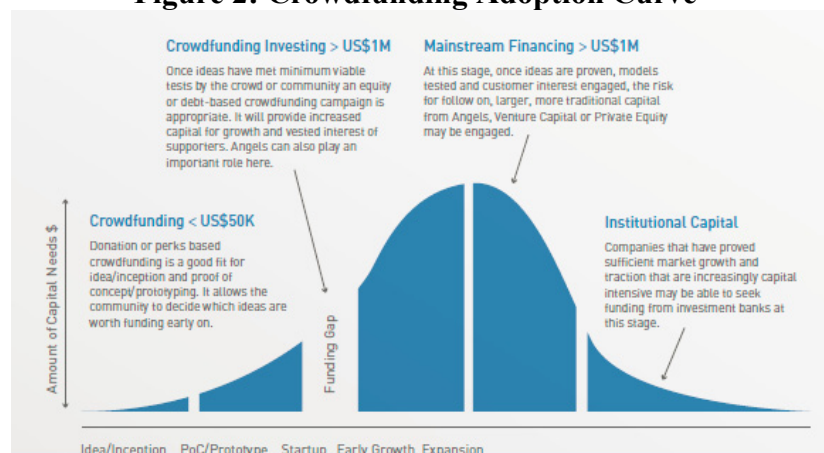 Figure 2: Crowdfunding Adoption Curve
Crowdfunding Investing > US$1M
Once ideas have met minimum viable
tests by the crowd or community an equity
or debt-based crowdfunding campaign is
appropriate. It will provide increased
capital for growth and vested interest of
supporters. Angels can also play an
important role here.
Mainstream Financing > US$1M
At this stage, once ideas are proven, models
tested and customer interest engaged, the risk
for follow on, larger, more traditional capital
from Angels, Venture Capital or Private Equity
may be engaged.
Crowdfunding < US$50K
Donation or perks based
crowdfunding is a good fit for
idea/inception and proof of
concept/prototyping. It allows the
community to decide which ideas are
worth funding early on.
Institutional Capital
Companies that have proved
sufficient market growth and
traction that are increasingly capital
intensive may be able to seek
funding from investment banks at
this stage.
Amount of Capital Needs $
Funding Gap
Idea/Inception PoC/Prototype Startup Early Growth Expansion